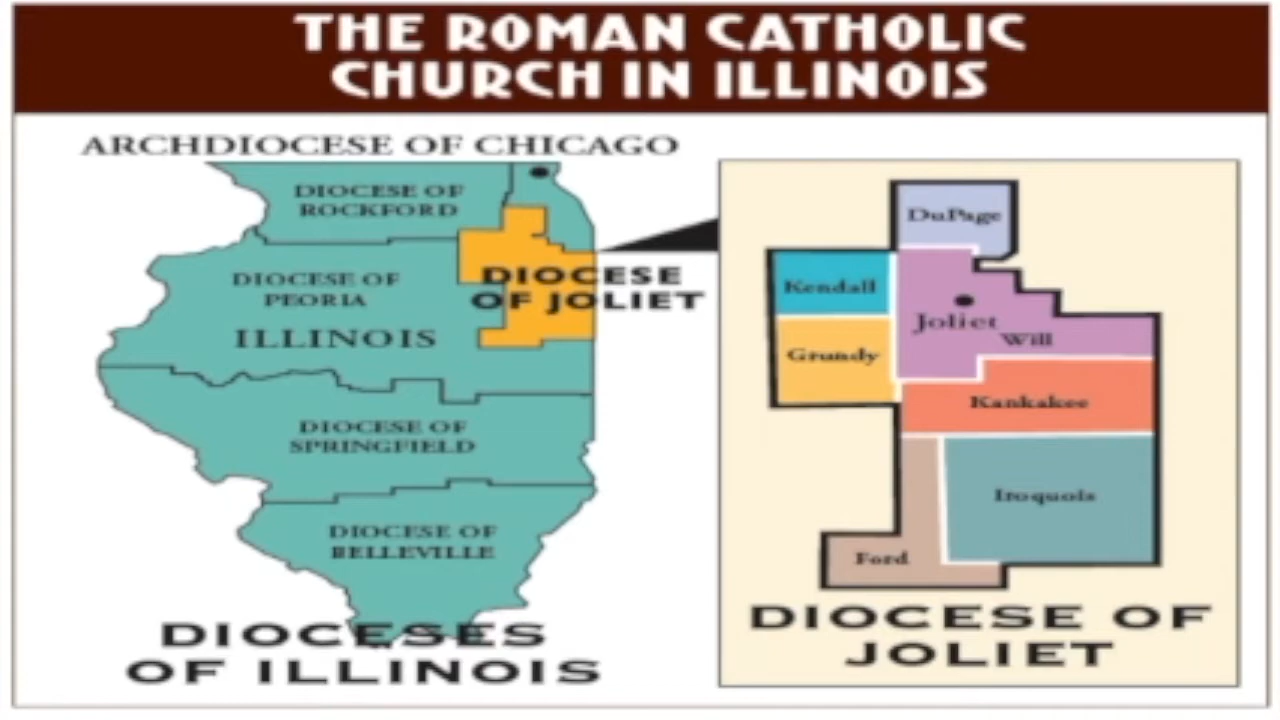 THE ROMAN CATHOLIC
CHURCH IN ILLINOIS
ARCHDIOCESE OF CHICAGO
DIOCESE OF
ROCKFORD
DIOCESE OF
PEORIA
ILLINOIS
DIOCESE
OF JOLIET
DIOCESE OF
SPRINGFIELD
DIOCESE OF
BELLEVILLE
DIOCESES
OF ILLINOIS
DuPage
Kendall
Joliet
Will
Grundy
Kankakee
Iroquois
Ford
DIOCESE OF
JOLIET